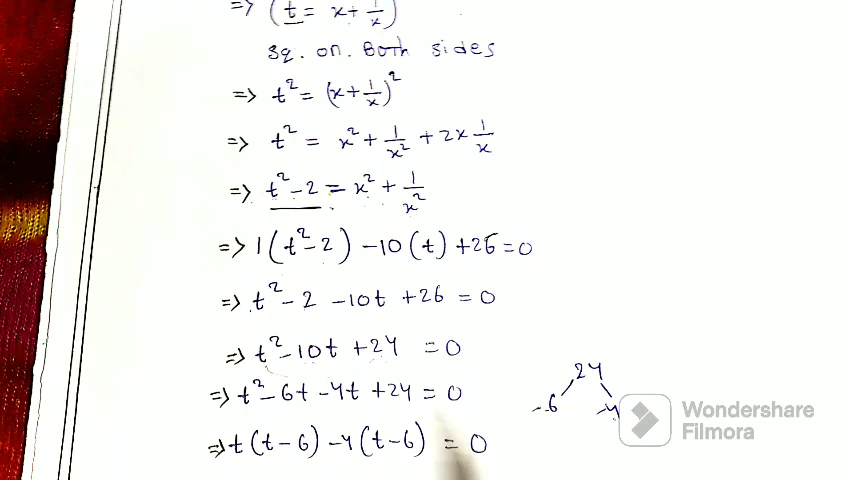 => (t = x + 1/x)
Sq. on. Both sides
=> t² = (x + 1/x)²
=> t² = x² + 1/x² + 2x 1/x
=> t² - 2 = x² + 1/x²
=> 1(t² - 2) - 10(t) + 26 = 0
=> t² - 2 - 10t + 26 = 0
=> t² - 10t + 24 = 0
=> t² - 6t - 4t + 24 = 0
=> t(t - 6) - 4(t - 6) = 0
24
-6 -4
Wondershare
Filmora